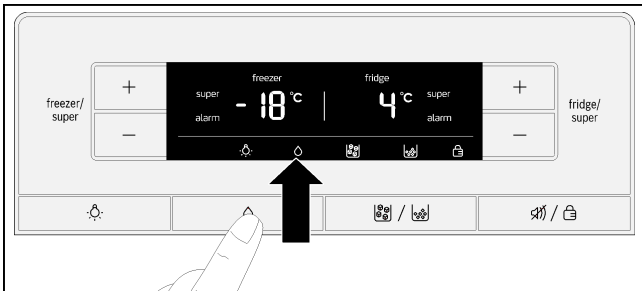 freezer
fridge
super
- 18 °C
4 °C
super
alarm
alarm
freezer/
super
+
−
+
−
fridge/
super
/
/